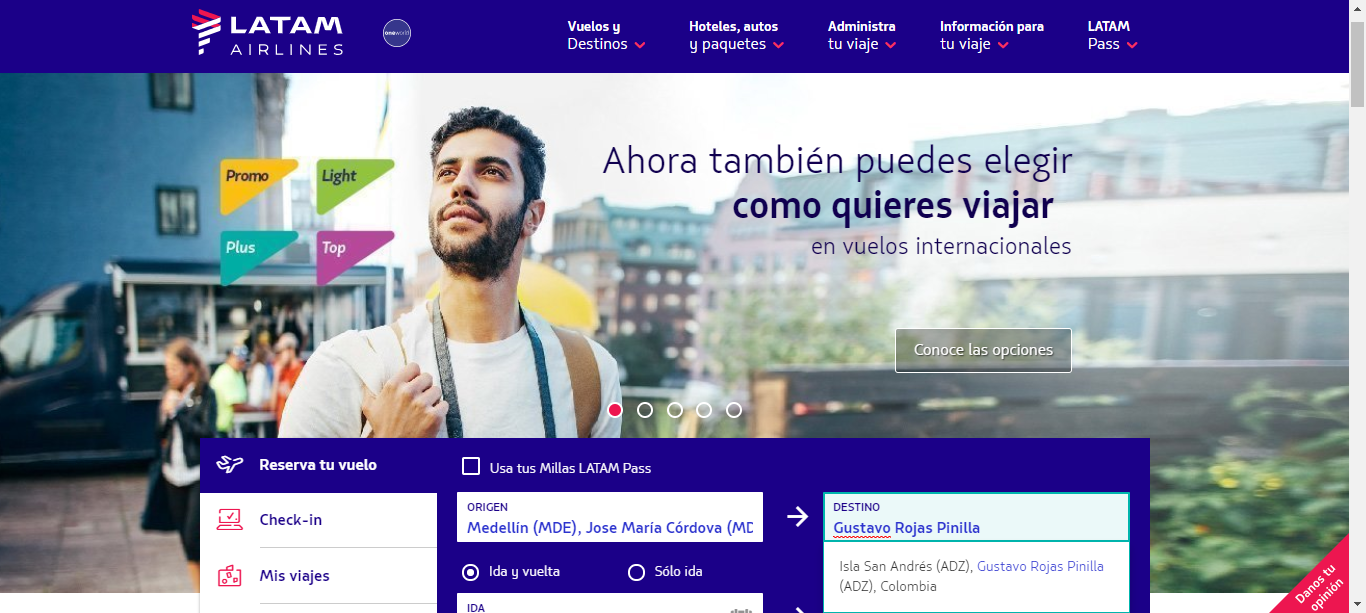 LATAM
AIRLINES
oneworld
Vuelos y
Destinos
Hoteles, autos
y paquetes
Administra
tu viaje
Información para
tu viaje
LATAM
Pass
Promo
Light
Plus
Top
Ahora también puedes elegir
como quieres viajar
en vuelos internacionales
Conoce las opciones
Reserva tu vuelo
Check-in
Mis viajes
Usa tus Millas LATAM Pass
ORIGEN
Medellín (MDE), Jose María Córdova (MD
DESTINO
Gustavo Rojas Pinilla
Isla San Andrés (ADZ), Gustavo Rojas Pinilla
(ADZ), Colombia
Ida y vuelta
Sólo ida
IDA
Danos tu
opinión